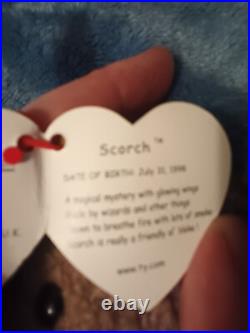 Scorch ™
DATE OF BIRTH: July 31, 1998
A magical mystery with glowing wings
Made by wizards and other things
Known to breathe fire with lots of smoke
Scorch is really a friendly ol' bloke !
www.ty.com
U K